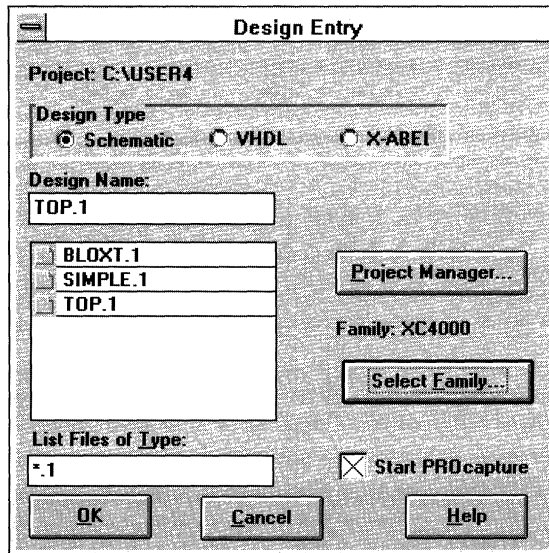 Design Entry
Project: C:\USER4
Design Type
Schematic VHDL X-ABEL
Design Name:
TOP.1
BLOXT.1
SIMPLE.1
TOP.1
Project Manager...
Family: XC4000
Select Family...
List Files of Type:
*.1
Start PROcapture
OK Cancel Help